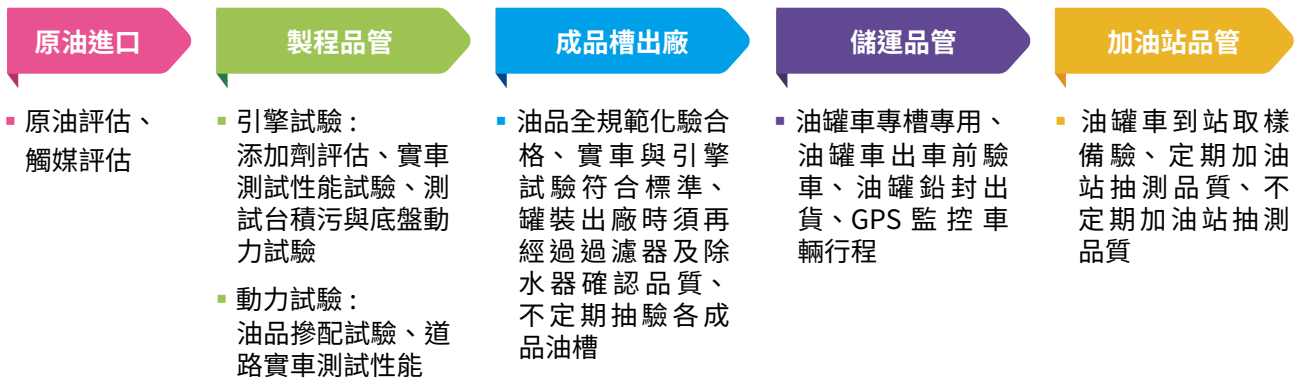 原油進口
製程品管
成品槽出廠
儲運品管
加油站品管
▪ 原油評估、
觸媒評估
▪ 引擎試驗:
添加劑評估、實車
測試性能試驗、測
試台積污與底盤動
力試驗
▪ 動力試驗:
油品摻配試驗、道
路實車測試性能
▪ 油品全規範化驗合
格、實車與引擎
試驗符合標準、
罐裝出廠時須再
經過過濾器及除
水器確認品質、
不定期抽驗各成
品油槽
▪ 油罐車專槽專用、
油罐車出車前驗
車、油罐鉛封出
貨、GPS 監控車
輛行程
▪ 油罐車到站取樣
備驗、定期加油
站抽測品質、不
定期加油站抽測
品質